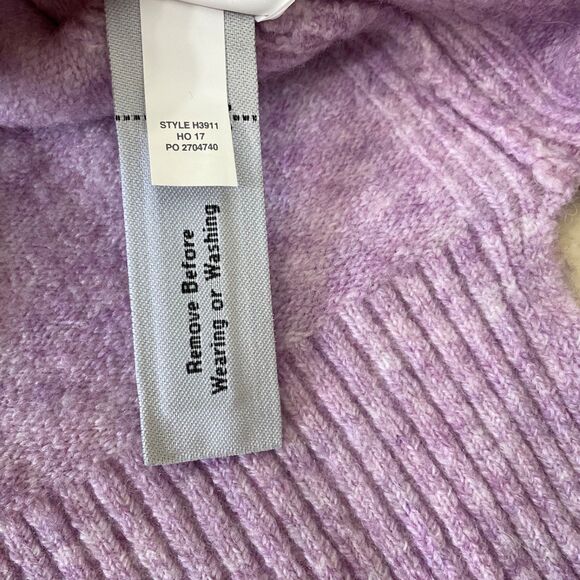 STYLE H3911
HO 17
PO 2704740
Remove Before
Wearing or Washing